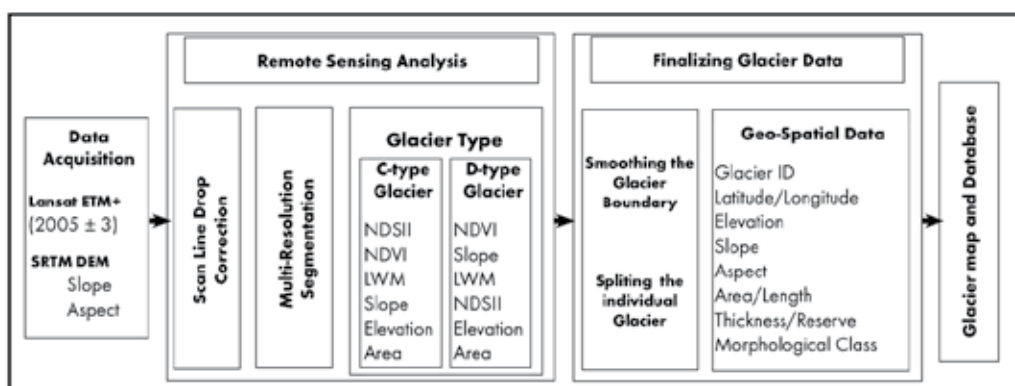 Data
Acquisition
Lansat ETM+
(2005 ± 3)
SRTM DEM
Slope
Aspect
Remote Sensing Analysis
Scan Line Drop
Correction
Multi-Resolution
Segmentation
Glacier Type
C-type
Glacier
NDSII
NDVI
LWM
Slope
Elevation
Area
D-type
Glacier
NDVI
Slope
LWM
NDSII
Elevation
Area
Finalizing Glacier Data
Smoothing the
Glacier
Boundary
Spliting the
individual
Glacier
Geo-Spatial Data
Glacier ID
Latitude/Longitude
Elevation
Slope
Aspect
Area/Length
Thickness/Reserve
Morphological Class
Glacier map and Database